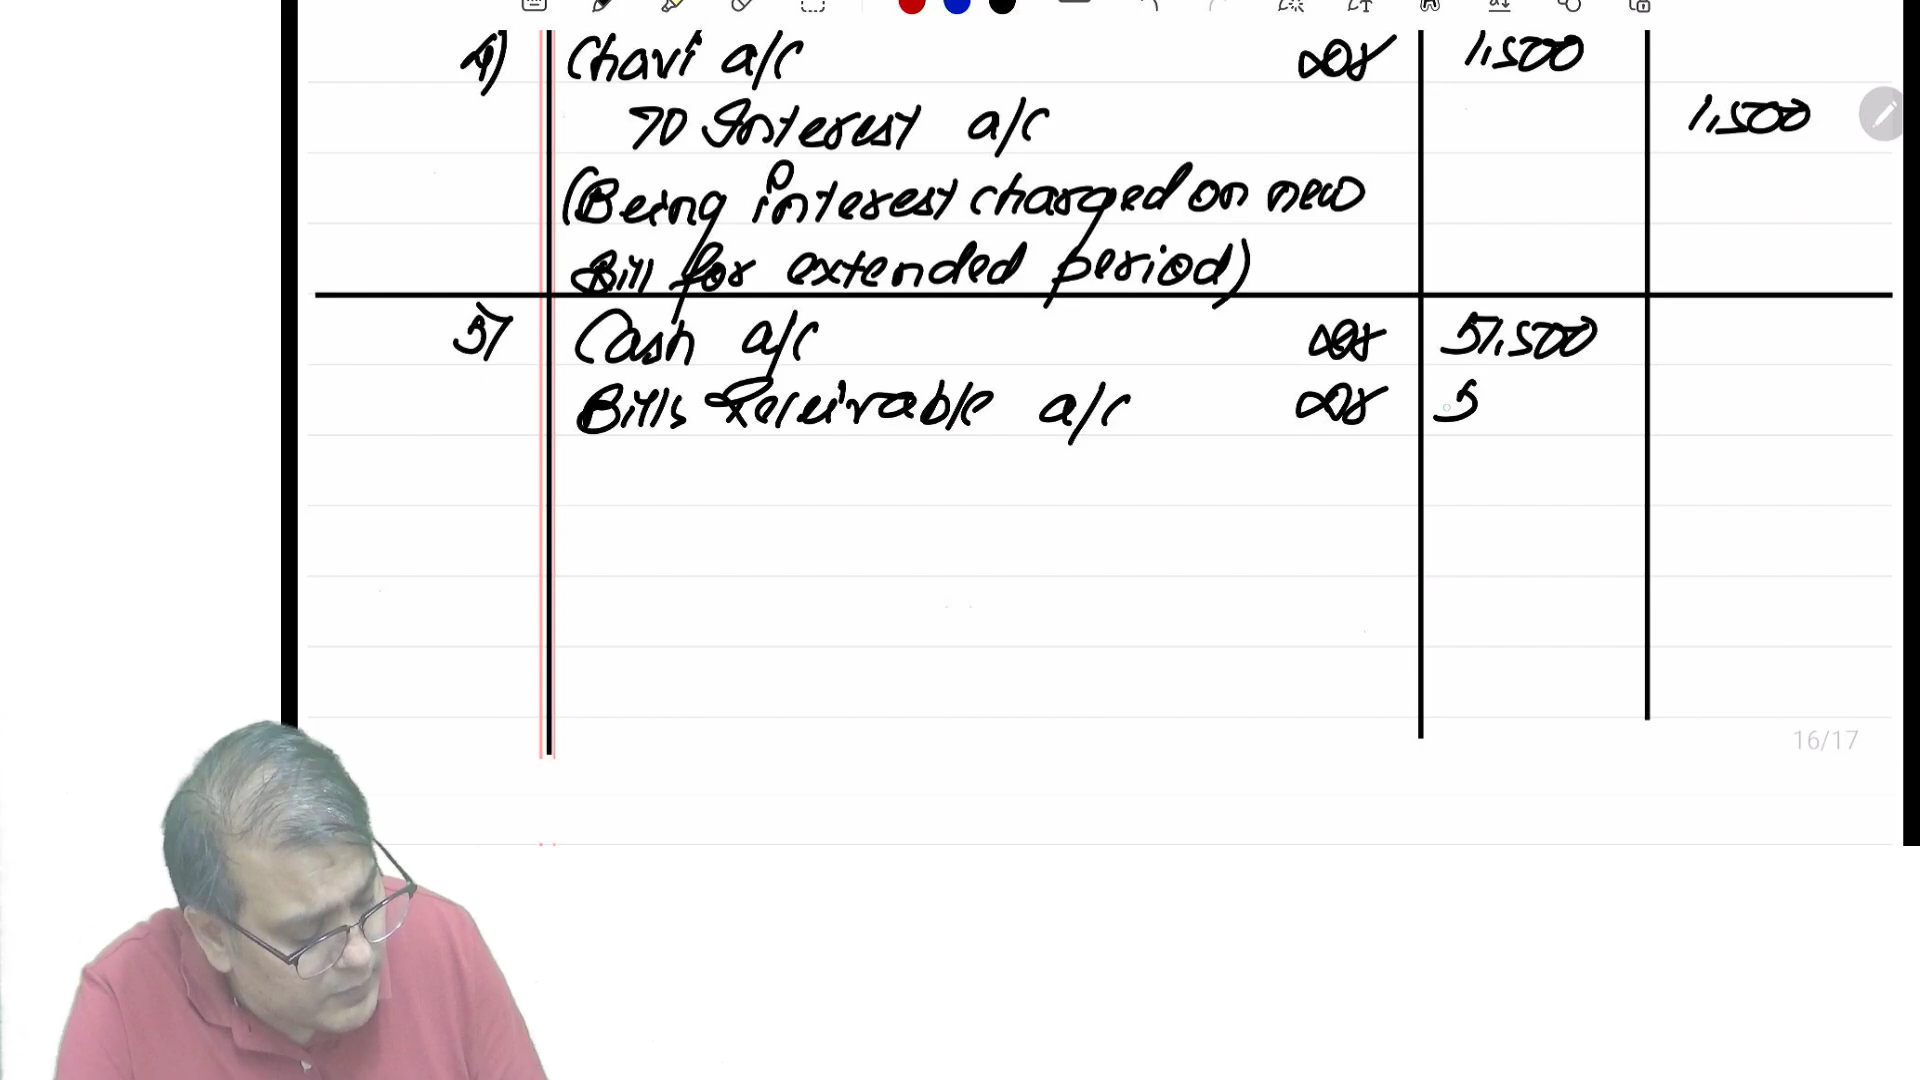 4) Chavi a/c Dr 1,500
To Interest a/c 1,500
(Being interest charged on new
Bill for extended period)
5) Cash a/c Dr 51,500
Bills Receivable a/c Dr 5
16/17